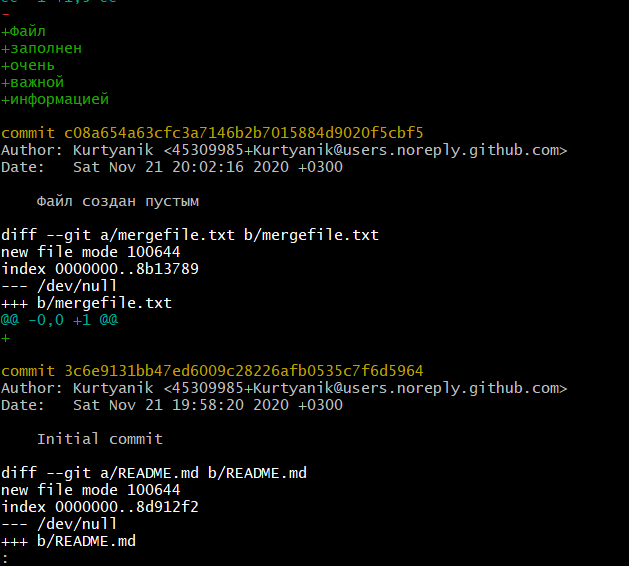 -
+Файл
+заполнен
+очень
+важной
+информацией
commit c08a654a63cfc3a7146b2b7015884d9020f5cbf5
Author: Kurtyanik <45309985+Kurtyanik@users.noreply.github.com>
Date:   Sat Nov 21 20:02:16 2020 +0300
    Файл создан пустым
diff --git a/mergefile.txt b/mergefile.txt
new file mode 100644
index 0000000..8b13789
--- /dev/null
+++ b/mergefile.txt
@@ -0,0 +1 @@
+
commit 3c6e9131bb47ed6009c28226afb0535c7f6d5964
Author: Kurtyanik <45309985+Kurtyanik@users.noreply.github.com>
Date:   Sat Nov 21 19:58:20 2020 +0300
    Initial commit
diff --git a/README.md b/README.md
new file mode 100644
index 0000000..8d912f2
--- /dev/null
+++ b/README.md
: